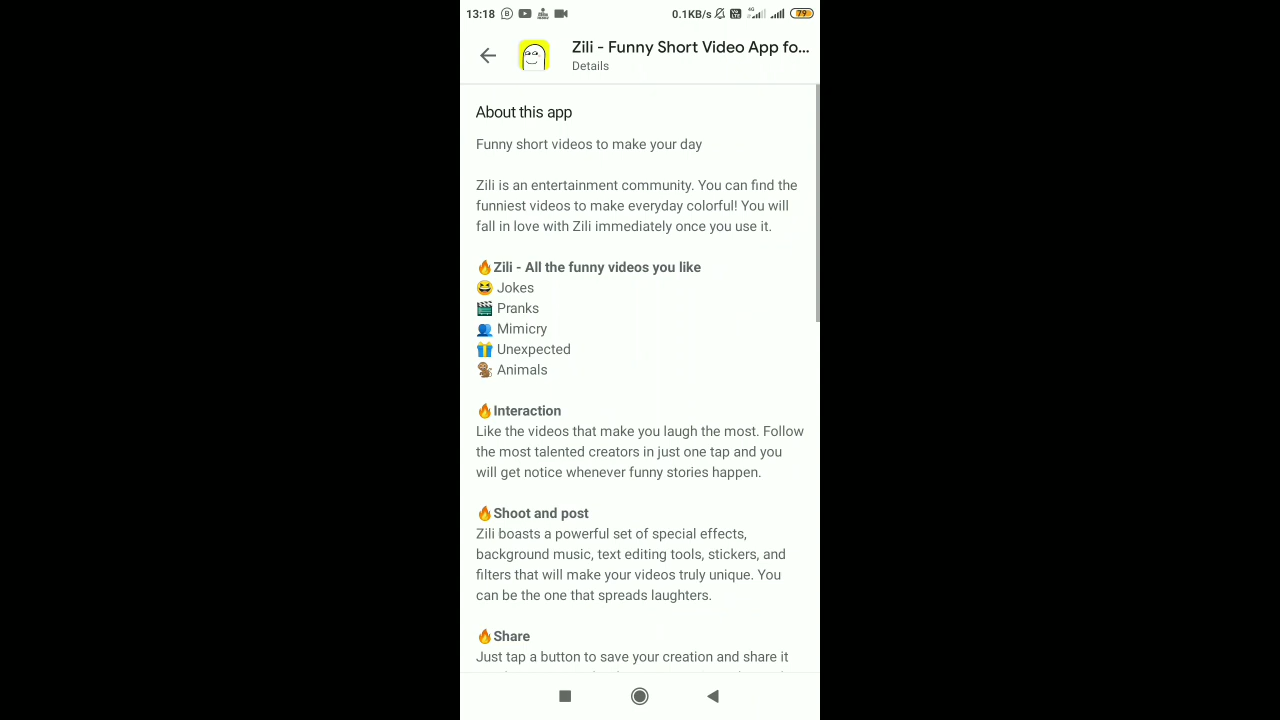 13:18 0.1KB/s 4G 79
Zili - Funny Short Video App fo...
Details
About this app
Funny short videos to make your day
Zili is an entertainment community. You can find the
funniest videos to make everyday colorful! You will
fall in love with Zili immediately once you use it.
🔥Zili - All the funny videos you like
😆 Jokes
🎬 Pranks
👥 Mimicry
🎁 Unexpected
🐒 Animals
🔥Interaction
Like the videos that make you laugh the most. Follow
the most talented creators in just one tap and you
will get notice whenever funny stories happen.
🔥Shoot and post
Zili boasts a powerful set of special effects,
background music, text editing tools, stickers, and
filters that will make your videos truly unique. You
can be the one that spreads laughters.
🔥Share
Just tap a button to save your creation and share it